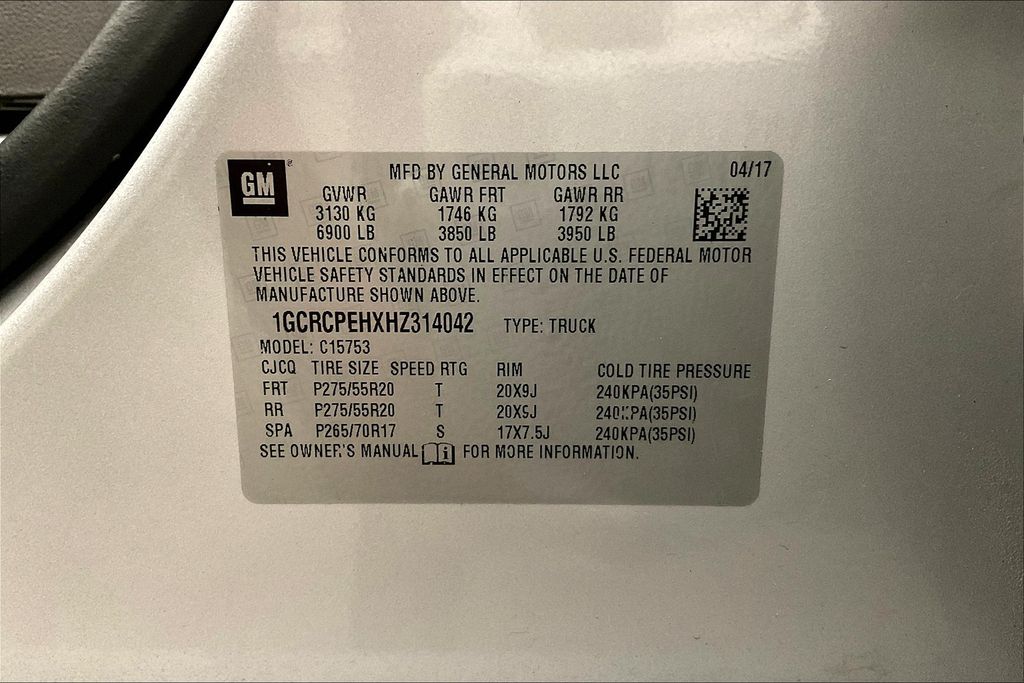 GM ® MFD BY GENERAL MOTORS LLC 04/17
GVWR GAWR FRT GAWR RR
3130 KG 1746 KG 1792 KG
6900 LB 3850 LB 3950 LB
THIS VEHICLE CONFORMS TO ALL APPLICABLE U.S. FEDERAL MOTOR
VEHICLE SAFETY STANDARDS IN EFFECT ON THE DATE OF
MANUFACTURE SHOWN ABOVE.
1GCRCPEHXHZ314042 TYPE: TRUCK
MODEL: C15753
CJCQ TIRE SIZE SPEED RTG RIM COLD TIRE PRESSURE
FRT P275/55R20 T 20X9J 240KPA(35PSI)
RR P275/55R20 T 20X9J 240KPA(35PSI)
SPA P265/70R17 S 17X7.5J 240KPA(35PSI)
SEE OWNER'S MANUAL FOR MORE INFORMATION.